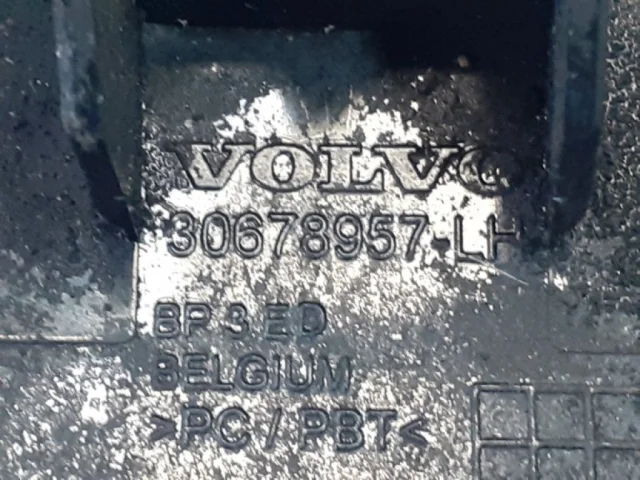 VOLVO
30678957 LH
BP 3 ED
BELGIUM
>PC / PBT<